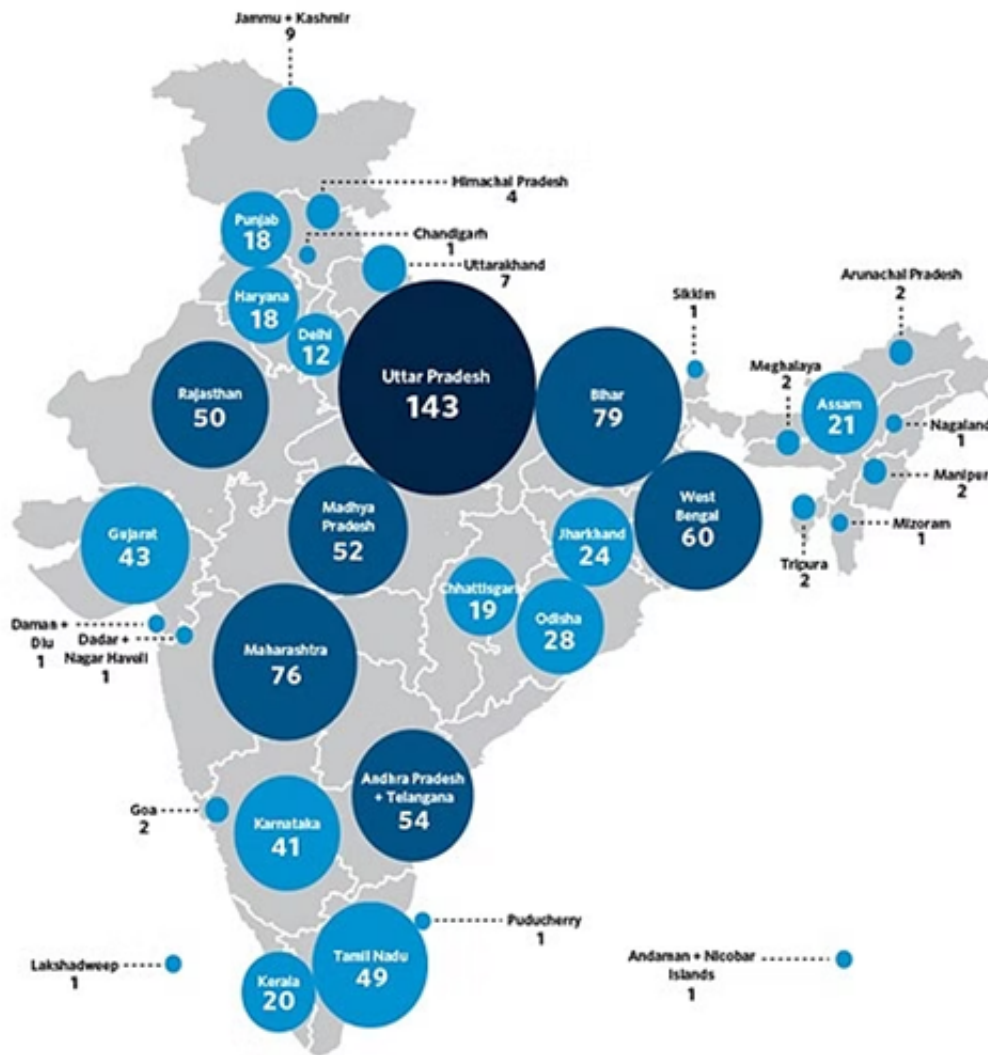 Jammu + Kashmir
9
Himachal Pradesh
4
Punjab
18
Chandigarh
1
Uttarakhand
7
Arunachal Pradesh
2
Haryana
18
Sikkim
1
Delhi
12
Meghalaya
2
Uttar Pradesh
143
Rajasthan
50
Bihar
79
Assam
21
Nagaland
1
Manipur
2
Madhya
Pradesh
52
West
Bengal
60
Gujarat
43
Jharkhand
24
Mizoram
1
Tripura
2
Chhattisgarh
19
Odisha
28
Daman +
Diu
1
Dadar +
Nagar Haveli
1
Maharashtra
76
Andhra Pradesh
+ Telangana
54
Goa
2
Karnataka
41
Puducherry
1
Lakshadweep
1
Tamil Nadu
49
Kerala
20
Andaman + Nicobar
Islands
1